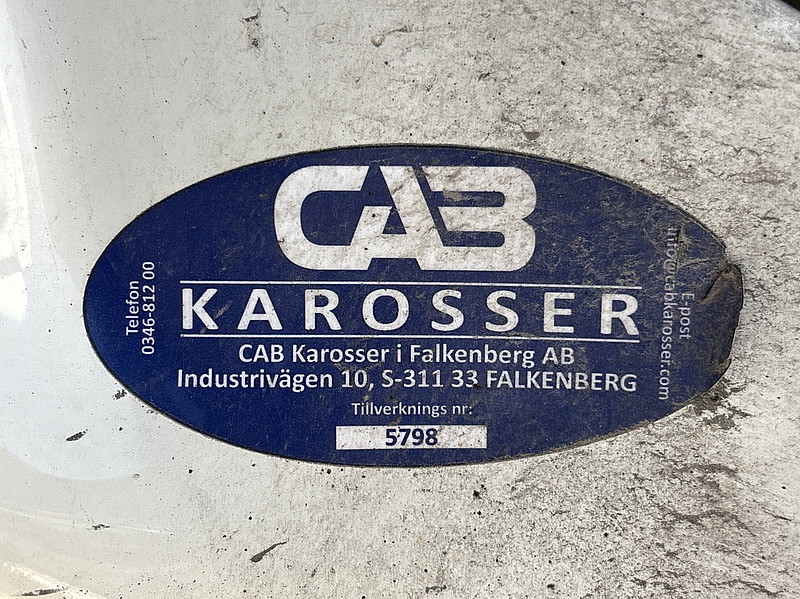 CAB
KAROSSER
CAB Karosser i Falkenberg AB
Industrivägen 10, S-311 33 FALKENBERG
Tillverknings nr:
5798
Telefon
0346-812 00
E-post
info@cabkarosser.com